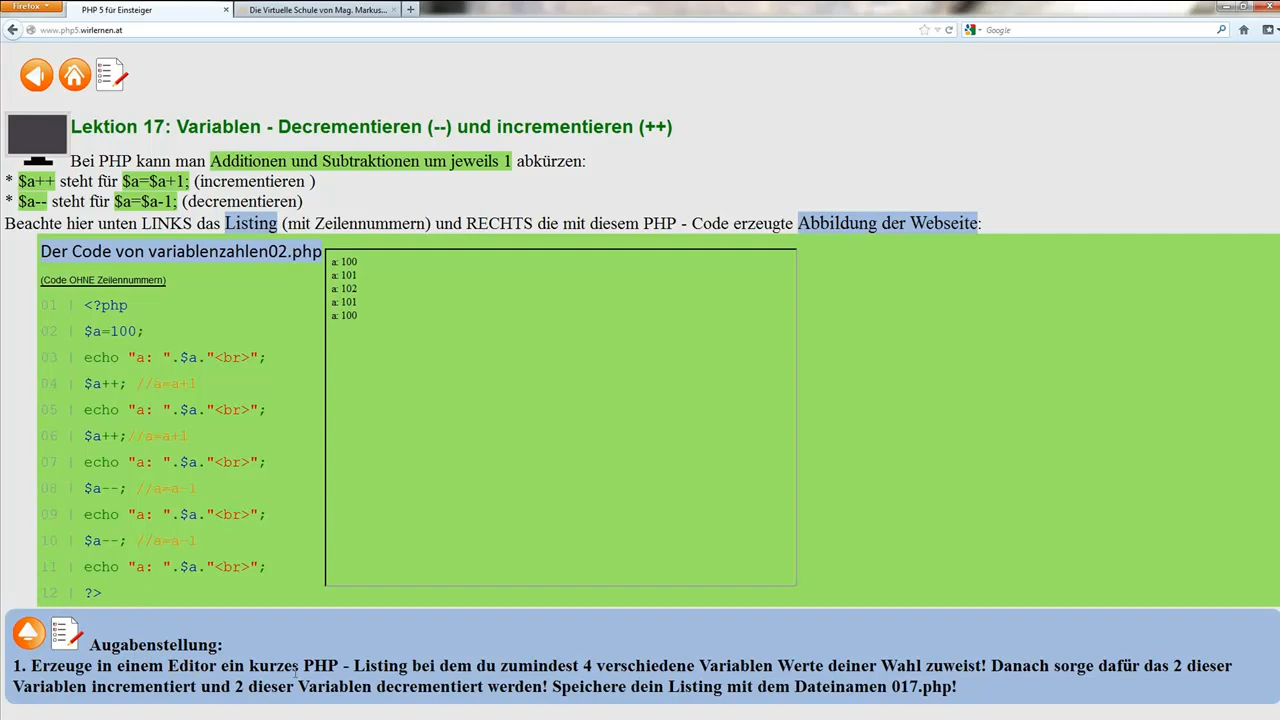 Firefox
PHP 5 für Einsteiger
Die Virtuelle Schule von Mag. Markus...
www.php5.wirlernen.at
Google
Lektion 17: Variablen - Decrementieren (--) und incrementieren (++)
Bei PHP kann man Additionen und Subtraktionen um jeweils 1 abkürzen:
* $a++ steht für $a=$a+1; (incrementieren )
* $a-- steht für $a=$a-1; (decrementieren)
Beachte hier unten LINKS das Listing (mit Zeilennummern) und RECHTS die mit diesem PHP - Code erzeugte Abbildung der Webseite:
Der Code von variablenzahlen02.php
(Code OHNE Zeilennummern)
01 | <?php
02 | $a=100;
03 | echo "a: ".$a."<br>";
04 | $a++; //a=a+1
05 | echo "a: ".$a."<br>";
06 | $a++;//a=a+1
07 | echo "a: ".$a."<br>";
08 | $a--; //a=a-1
09 | echo "a: ".$a."<br>";
10 | $a--; //a=a-1
11 | echo "a: ".$a."<br>";
12 | ?>
a: 100
a: 101
a: 102
a: 101
a: 100
Augabenstellung:
1. Erzeuge in einem Editor ein kurzes PHP - Listing bei dem du zumindest 4 verschiedene Variablen Werte deiner Wahl zuweist! Danach sorge dafür das 2 dieser
Variablen incrementiert und 2 dieser Variablen decrementiert werden! Speichere dein Listing mit dem Dateinamen 017.php!